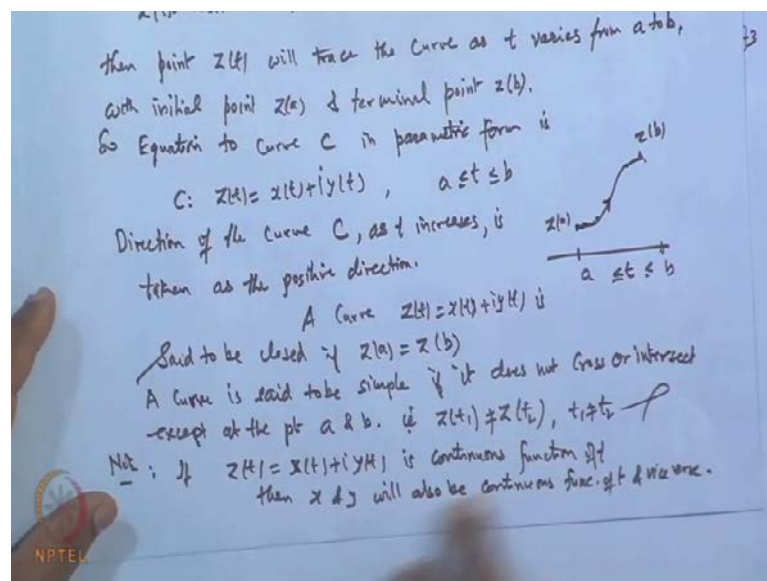 then point z(t) will trace the curve as t varies from a to b,
with initial point z(a) & terminal point z(b).
So Equation to curve C in parametric form is
C: z(t) = x(t) + i y(t) , a ≤ t ≤ b
z(b)
Direction of the curve C, as t increases, is
z(a)
taken as the positive direction.
a ≤ t ≤ b
A Curve z(t) = x(t) + i y(t) is
Said to be closed if z(a) = z(b)
A Curve is said to be simple if it does not Cross or intersect
except at the pt a & b. ie z(t₁) ≠ z(t₂), t₁ ≠ t₂
Note : If z(t) = x(t) + i y(t) is continuous function of t
then x & y will also be continuous func. of t & vice verse.
NPTEL